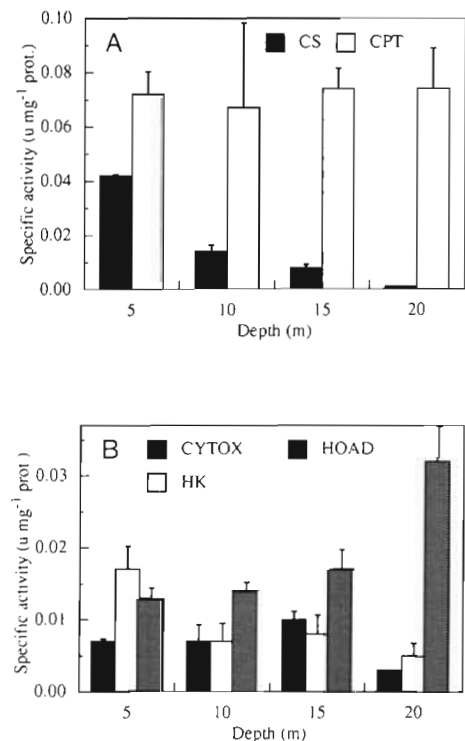 A
CS CPT
Specific activity (u mg⁻¹ prot.)
0.10
0.08
0.06
0.04
0.02
0.00
5 10 15 20
Depth (m)
B
CYTOX HOAD
HK
Specific activity (u mg⁻¹ prot.)
0.03
0.02
0.01
0.00
5 10 15 20
Depth (m)